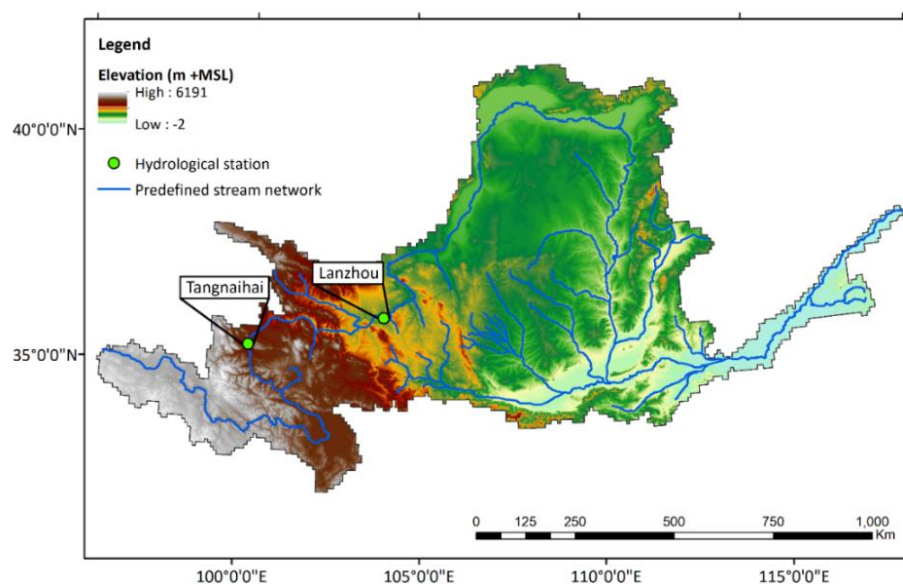 Legend
Elevation (m +MSL)
High : 6191
Low : -2
Hydrological station
Predefined stream network
40°0'0"N
35°0'0"N
Tangnaihai
Lanzhou
0 125 250 500 750 1,000
Km
100°0'0"E 105°0'0"E 110°0'0"E 115°0'0"E